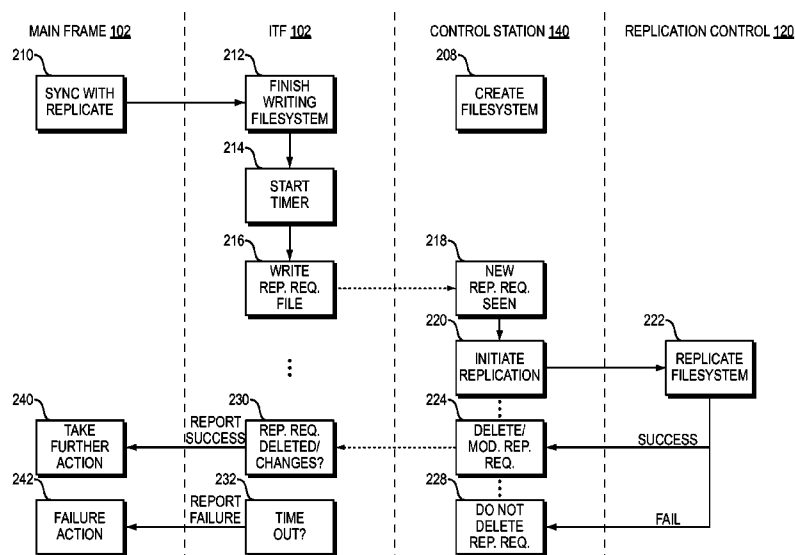 MAIN FRAME 102
ITF 102
CONTROL STATION 140
REPLICATION CONTROL 120
210
SYNC WITH
REPLICATE
212
FINISH
WRITING
FILESYSTEM
208
CREATE
FILESYSTEM
214
START
TIMER
216
WRITE
REP. REQ.
FILE
218
NEW
REP. REQ.
SEEN
220
INITIATE
REPLICATION
222
REPLICATE
FILESYSTEM
240
TAKE
FURTHER
ACTION
REPORT
SUCCESS
230
REP. REQ.
DELETED/
CHANGES?
224
DELETE/
MOD. REP.
REQ.
SUCCESS
242
FAILURE
ACTION
REPORT
FAILURE
232
TIME
OUT?
228
DO NOT
DELETE
REP. REQ.
FAIL